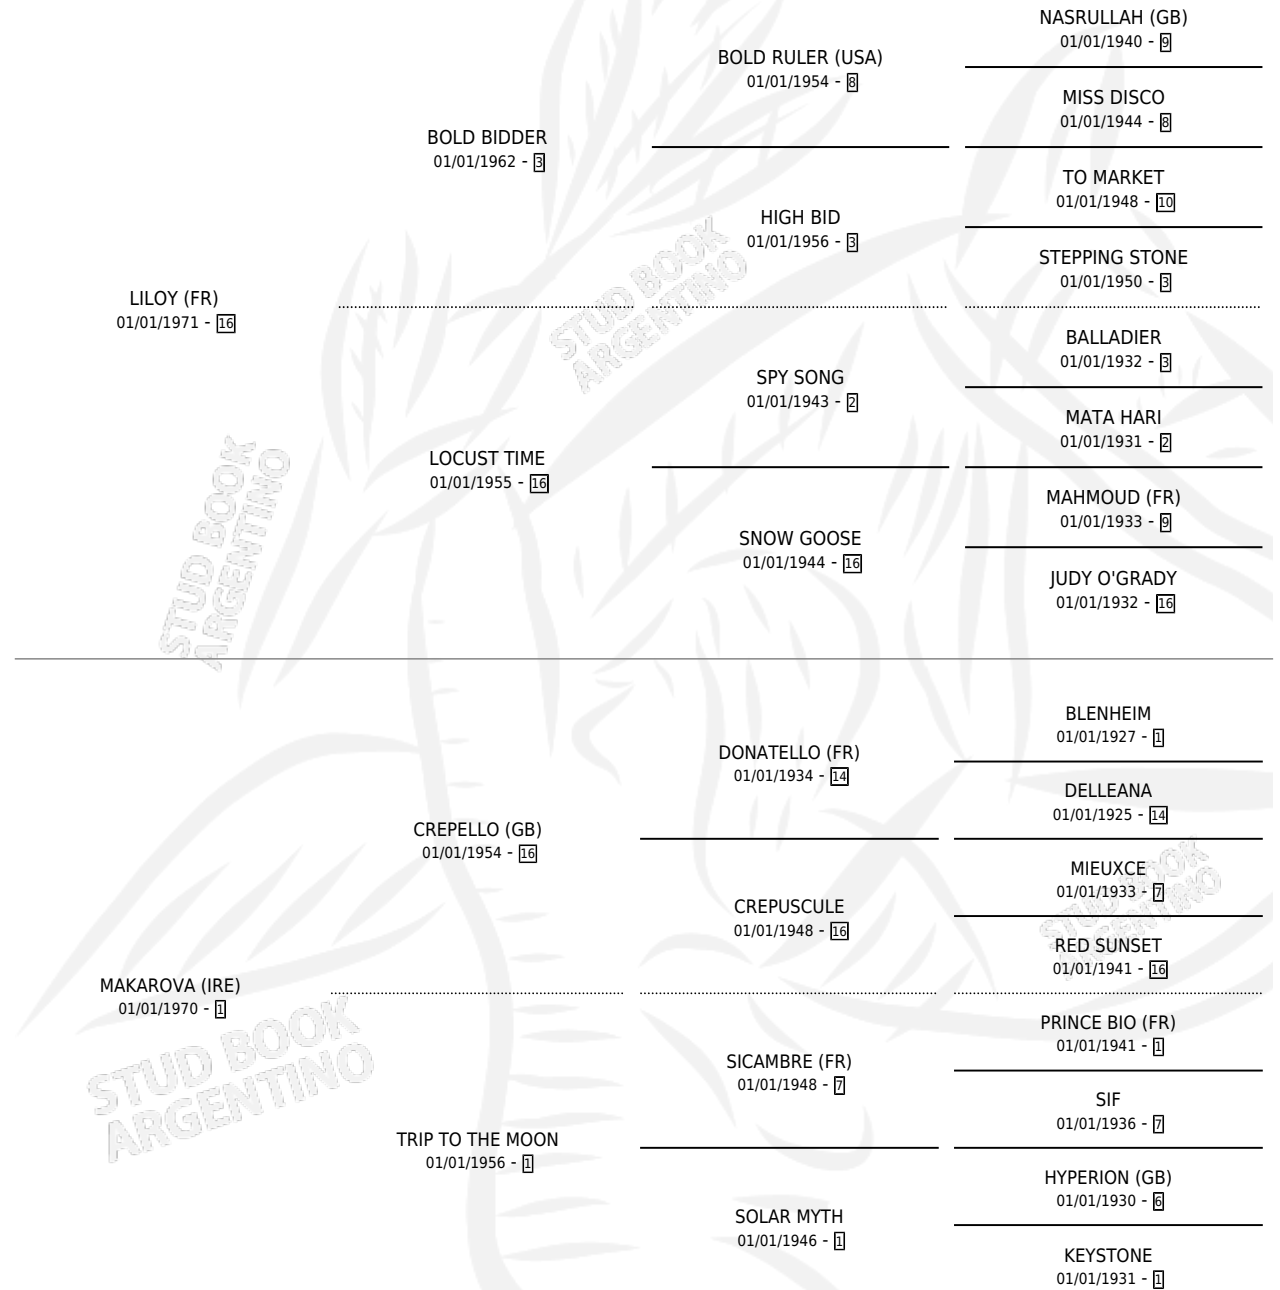 NASRULLAH (GB)
01/01/1940 - 9
BOLD RULER (USA)
01/01/1954 - 8
MISS DISCO
01/01/1944 - 8
BOLD BIDDER
01/01/1962 - 3
TO MARKET
01/01/1948 - 10
HIGH BID
01/01/1956 - 3
STEPPING STONE
01/01/1950 - 3
LILOY (FR)
01/01/1971 - 16
BALLADIER
01/01/1932 - 3
SPY SONG
01/01/1943 - 2
MATA HARI
01/01/1931 - 2
LOCUST TIME
01/01/1955 - 16
MAHMOUD (FR)
01/01/1933 - 9
SNOW GOOSE
01/01/1944 - 16
JUDY O'GRADY
01/01/1932 - 16
BLENHEIM
01/01/1927 - 1
DONATELLO (FR)
01/01/1934 - 14
DELLEANA
01/01/1925 - 14
CREPELLO (GB)
01/01/1954 - 16
MIEUXCE
01/01/1933 - 7
CREPUSCULE
01/01/1948 - 16
RED SUNSET
01/01/1941 - 16
MAKAROVA (IRE)
01/01/1970 - 1
PRINCE BIO (FR)
01/01/1941 - 1
SICAMBRE (FR)
01/01/1948 - 7
SIF
01/01/1936 - 7
TRIP TO THE MOON
01/01/1956 - 1
HYPERION (GB)
01/01/1930 - 6
SOLAR MYTH
01/01/1946 - 1
KEYSTONE
01/01/1931 - 1
STUD BOOK
ARGENTINO
STUD BOOK
ARGENTINO
STUD BOOK
ARGENTINO
STUD BOOK
ARGENTINO